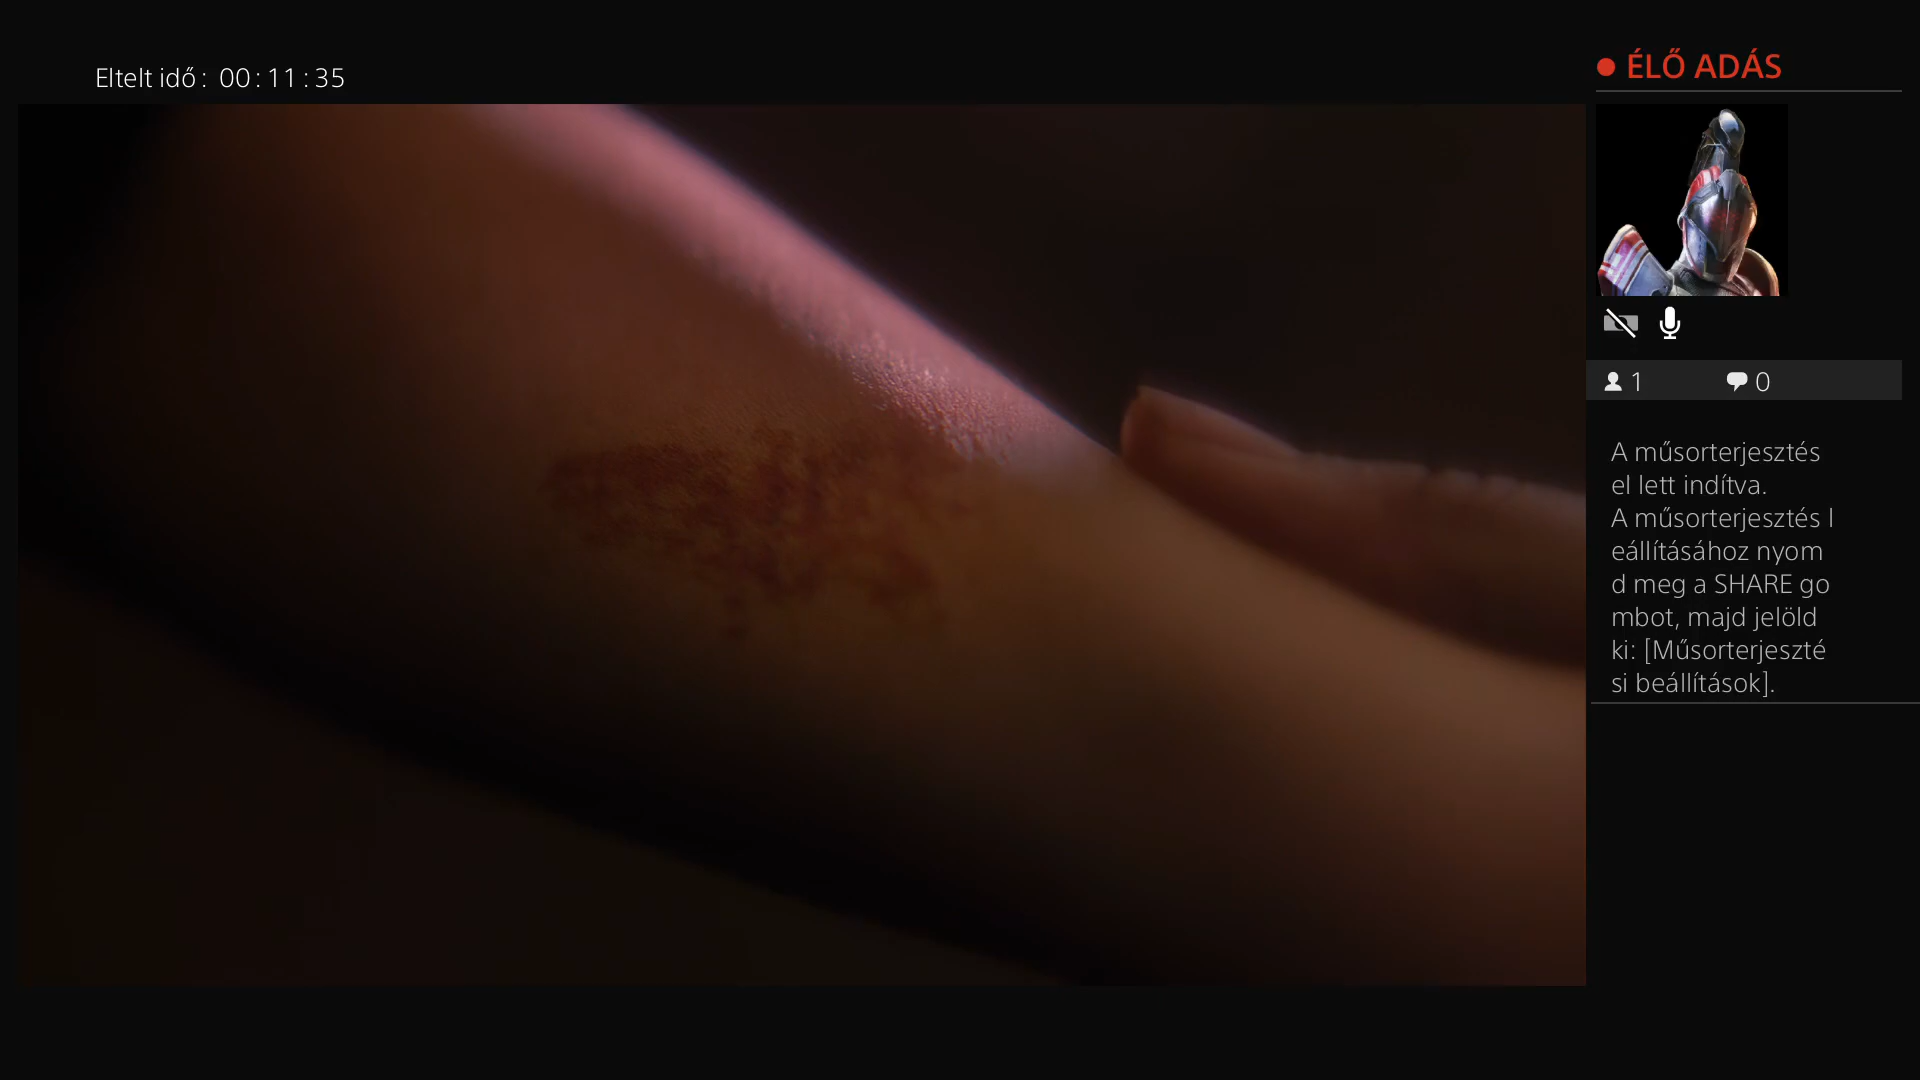 Eltelt idő: 00:11:35
ÉLŐ ADÁS
1 0
A műsorterjesztés
el lett indítva.
A műsorterjesztés l
eállításához nyom
d meg a SHARE go
mbot, majd jelöld
ki: [Műsorterjeszté
si beállítások].